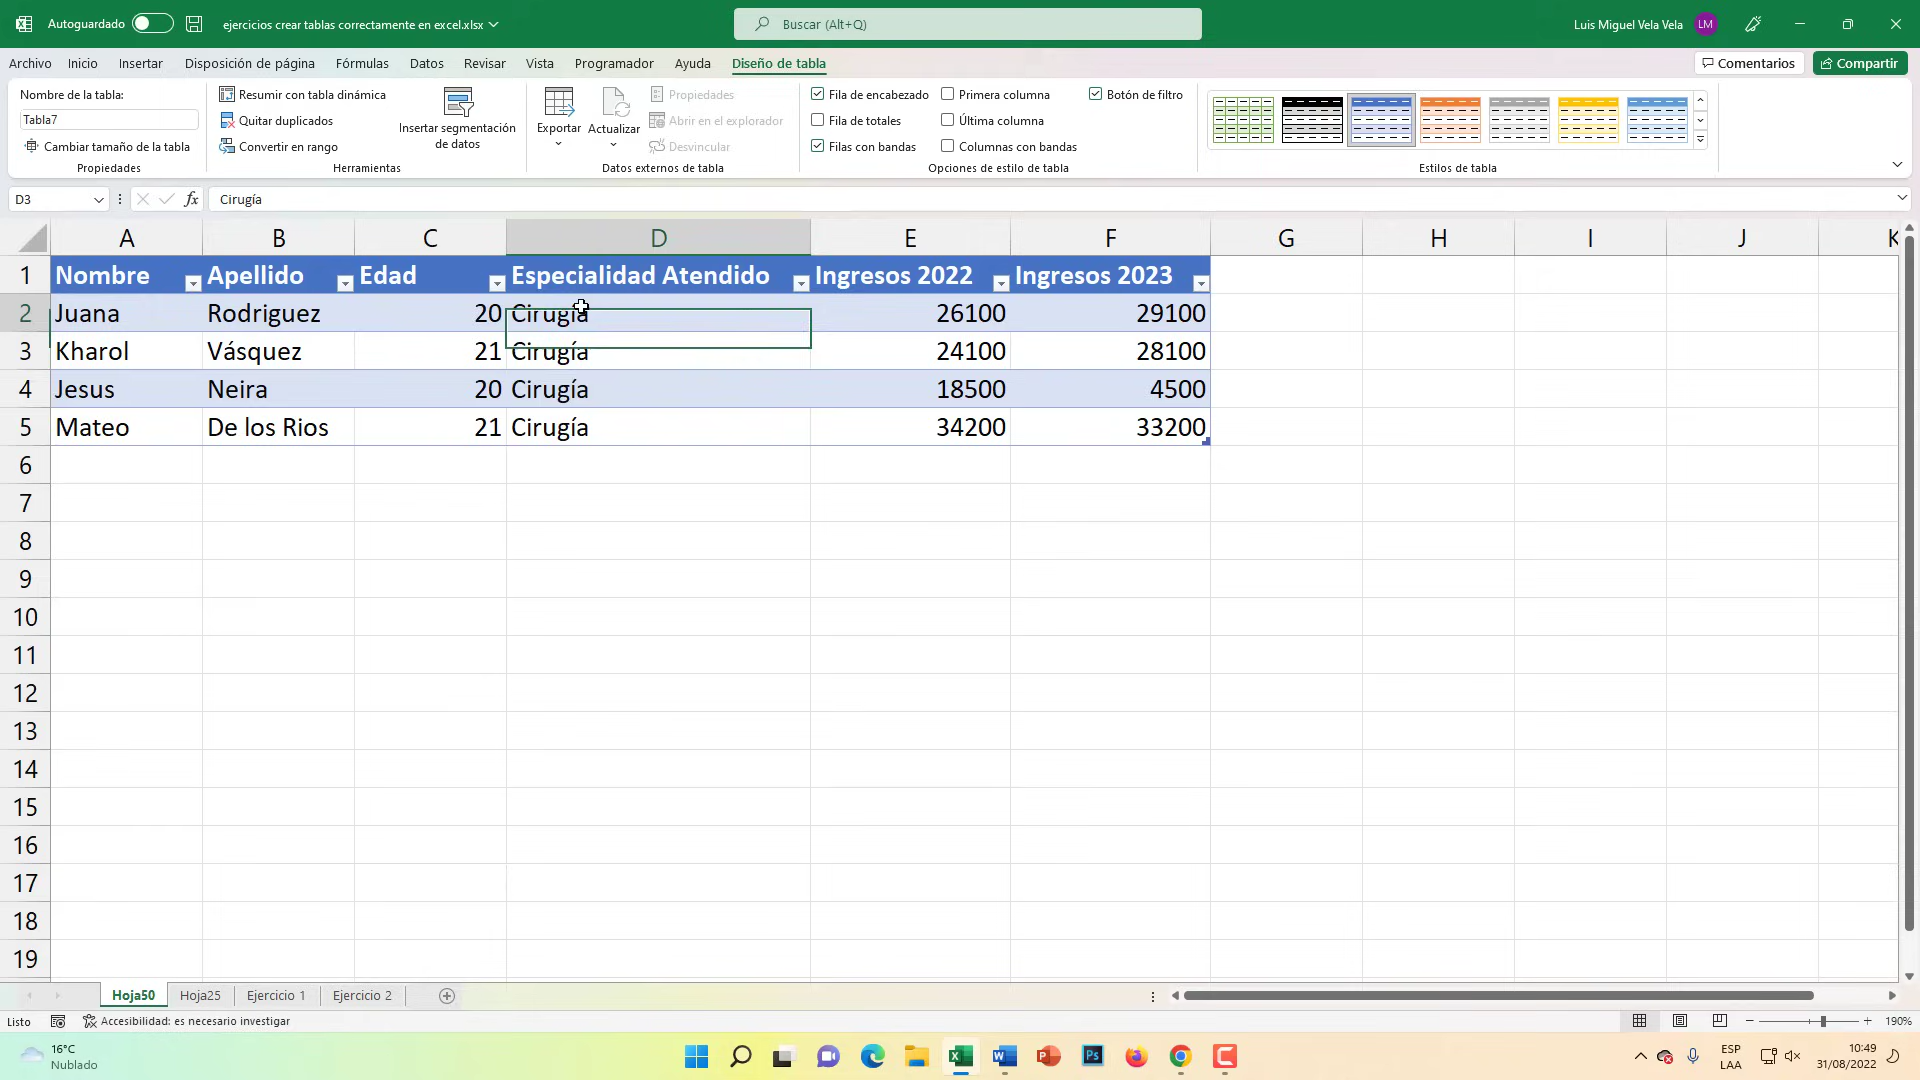 Autoguardado
ejercicios crear tablas correctamente en excel.xlsx
Buscar (Alt+Q)
Luis Miguel Vela Vela
LM
Archivo Inicio Insertar Disposición de página Fórmulas Datos Revisar Vista Programador Ayuda Diseño de tabla
Comentarios
Compartir
Nombre de la tabla:
Tabla7
Cambiar tamaño de la tabla
Propiedades
Resumir con tabla dinámica
Quitar duplicados
Convertir en rango
Insertar segmentación
de datos
Herramientas
Exportar
Actualizar
Propiedades
Abrir en el explorador
Desvincular
Datos externos de tabla
Fila de encabezado
Fila de totales
Filas con bandas
Primera columna
Última columna
Columnas con bandas
Botón de filtro
Opciones de estilo de tabla
Estilos de tabla
D3
fx
Cirugía
A B C D E F G H I J K
1 Nombre Apellido Edad Especialidad Atendido Ingresos 2022 Ingresos 2023
2 Juana Rodriguez 20 Cirugía 26100 29100
3 Kharol Vásquez 21 Cirugía 24100 28100
4 Jesus Neira 20 Cirugía 18500 4500
5 Mateo De los Rios 21 Cirugía 34200 33200
6
7
8
9
10
11
12
13
14
15
16
17
18
19
Hoja50 Hoja25 Ejercicio 1 Ejercicio 2
Listo
Accesibilidad: es necesario investigar
190%
16°C
Nublado
Ps
ESP
LAA
10:49
31/08/2022